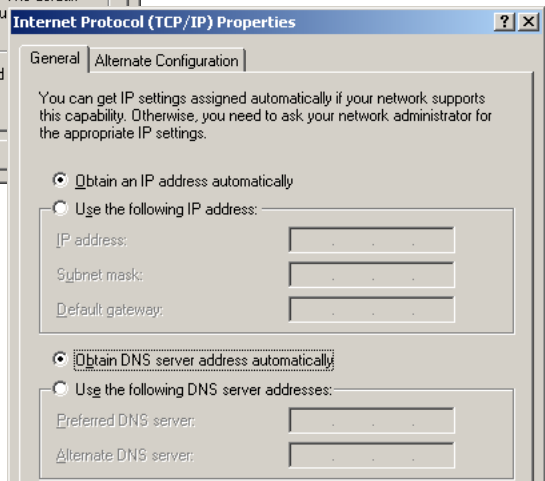 Internet Protocol (TCP/IP) Properties
General
Alternate Configuration
You can get IP settings assigned automatically if your network supports
this capability. Otherwise, you need to ask your network administrator for
the appropriate IP settings.
Obtain an IP address automatically
Use the following IP address:
IP address:
Subnet mask:
Default gateway:
Obtain DNS server address automatically
Use the following DNS server addresses:
Preferred DNS server:
Alternate DNS server: